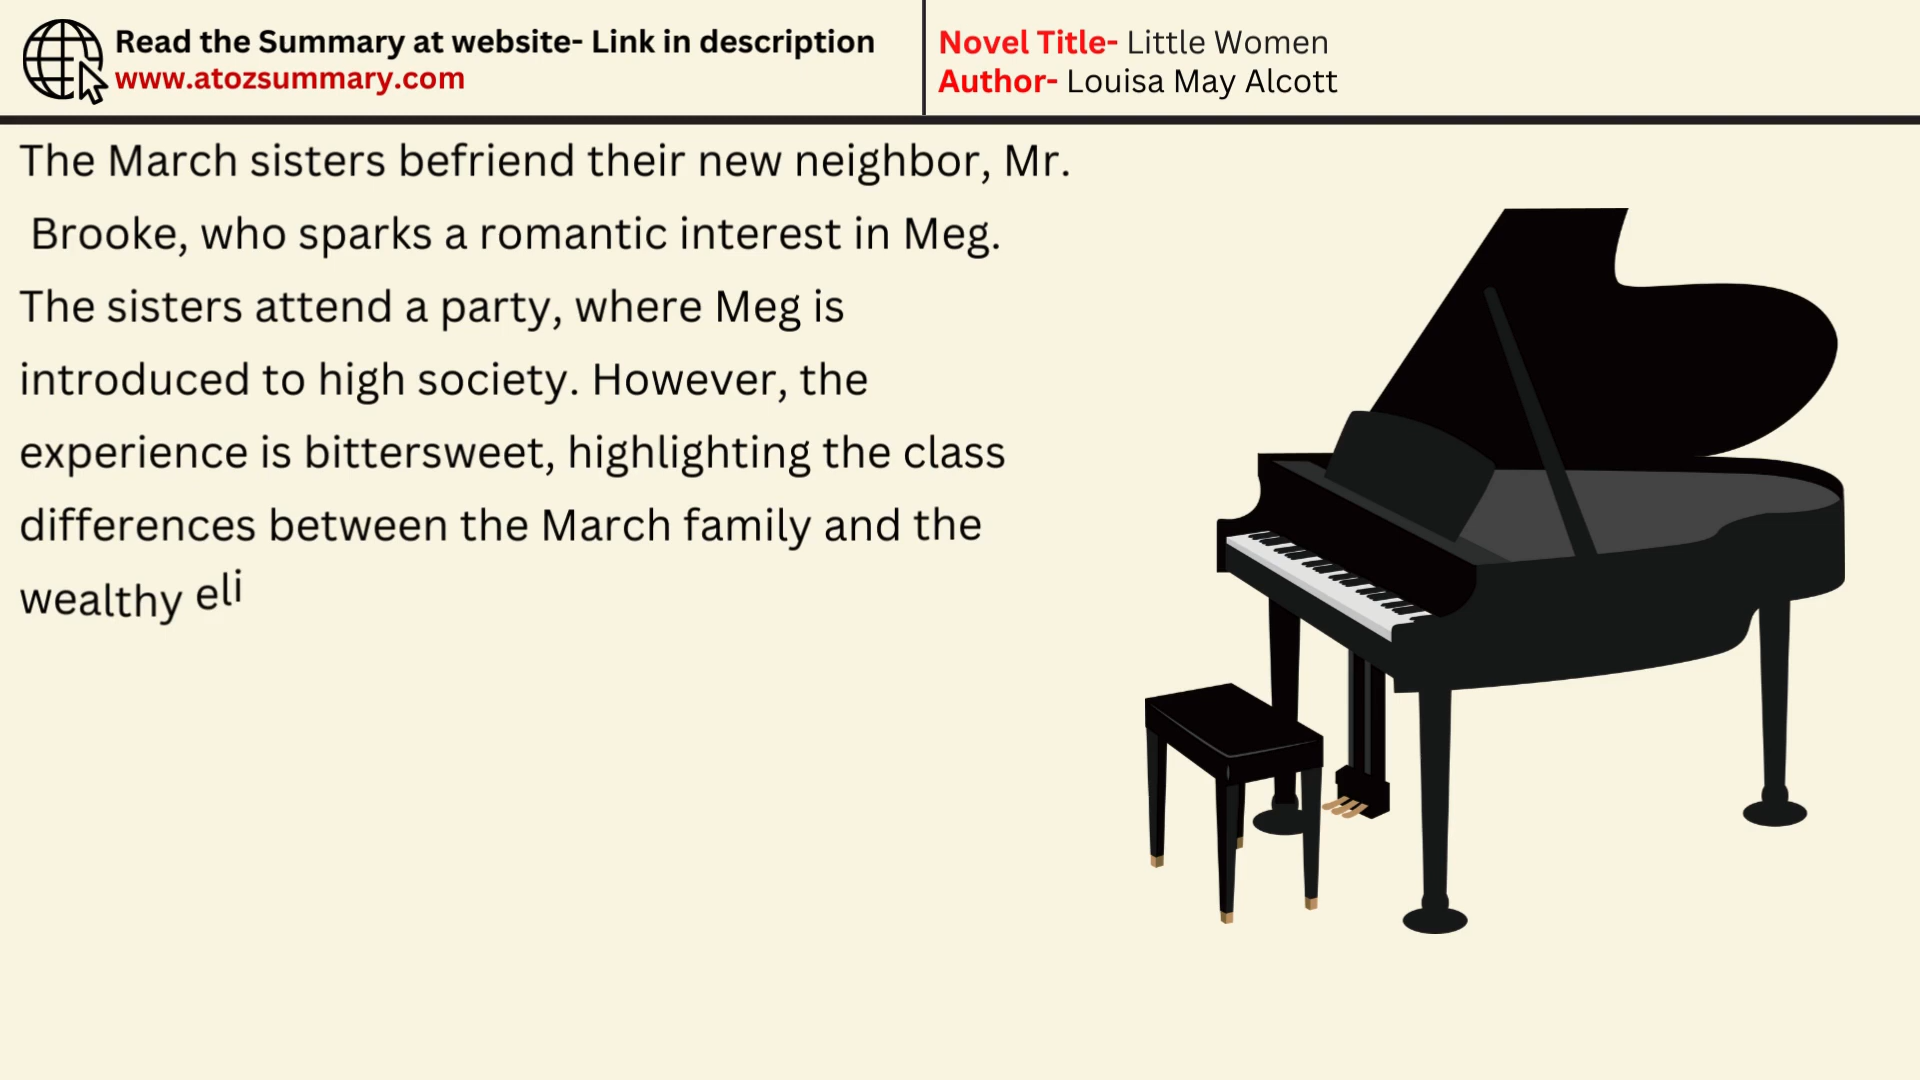 Read the Summary at website- Link in description
www.atozsummary.com
Novel Title- Little Women
Author- Louisa May Alcott
The March sisters befriend their new neighbor, Mr.
Brooke, who sparks a romantic interest in Meg.
The sisters attend a party, where Meg is
introduced to high society. However, the
experience is bittersweet, highlighting the class
differences between the March family and the
wealthy eli